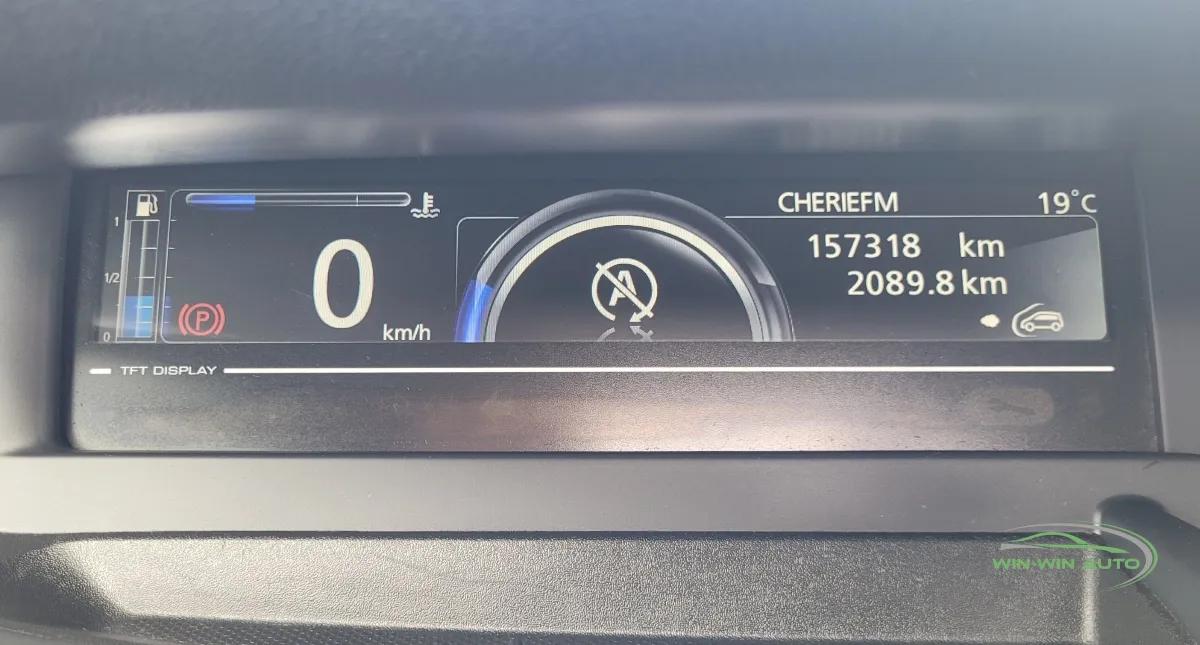 CHERIEFM 19°C
1
157318 km
1/2
2089.8 km
0
P
0 km/h
A
TFT DISPLAY
WIN-WIN AUTO